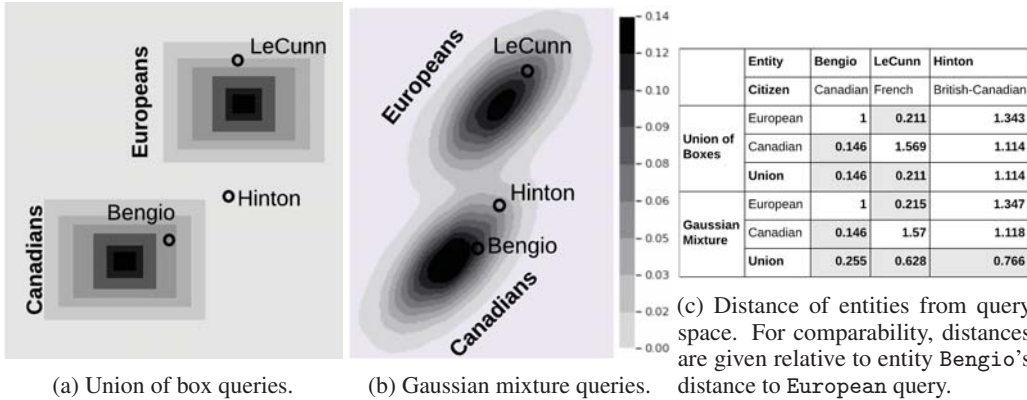 Europeans
LeCunn
Hinton
Canadians
Bengio
(a) Union of box queries.
Europeans
LeCunn
Hinton
Bengio
Canadians
0.14
0.12
0.10
0.09
0.08
0.06
0.05
0.03
0.02
0.00
(b) Gaussian mixture queries.
Entity Bengio LeCunn Hinton
Citizen Canadian French British-Canadian
Union of Boxes
European 1 0.211 1.343
Canadian 0.146 1.569 1.114
Union 0.146 0.211 1.114
Gaussian Mixture
European 1 0.215 1.347
Canadian 0.146 1.57 1.118
Union 0.255 0.628 0.766
(c) Distance of entities from query
space. For comparability, distances
are given relative to entity Bengio's
distance to European query.